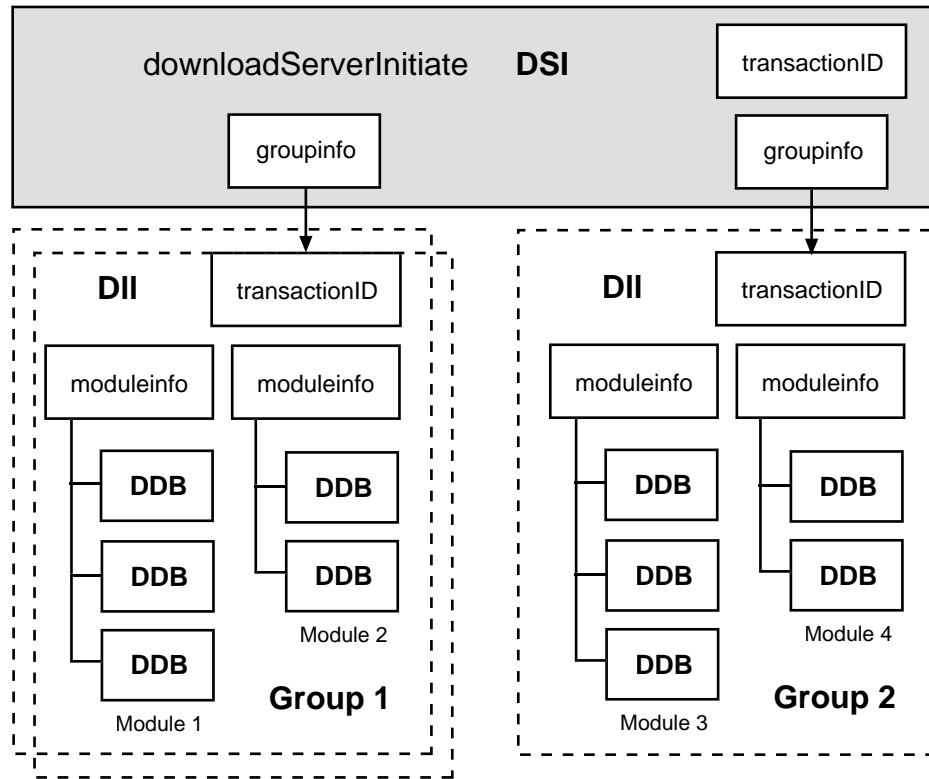 downloadServerInitiate DSI
transactionID
groupinfo
groupinfo
DII
transactionID
DII
transactionID
moduleinfo
moduleinfo
moduleinfo
moduleinfo
DDB
DDB
DDB
DDB
DDB
DDB
DDB
DDB
Module 2
Module 4
DDB
DDB
Group 1
Group 2
Module 1
Module 3